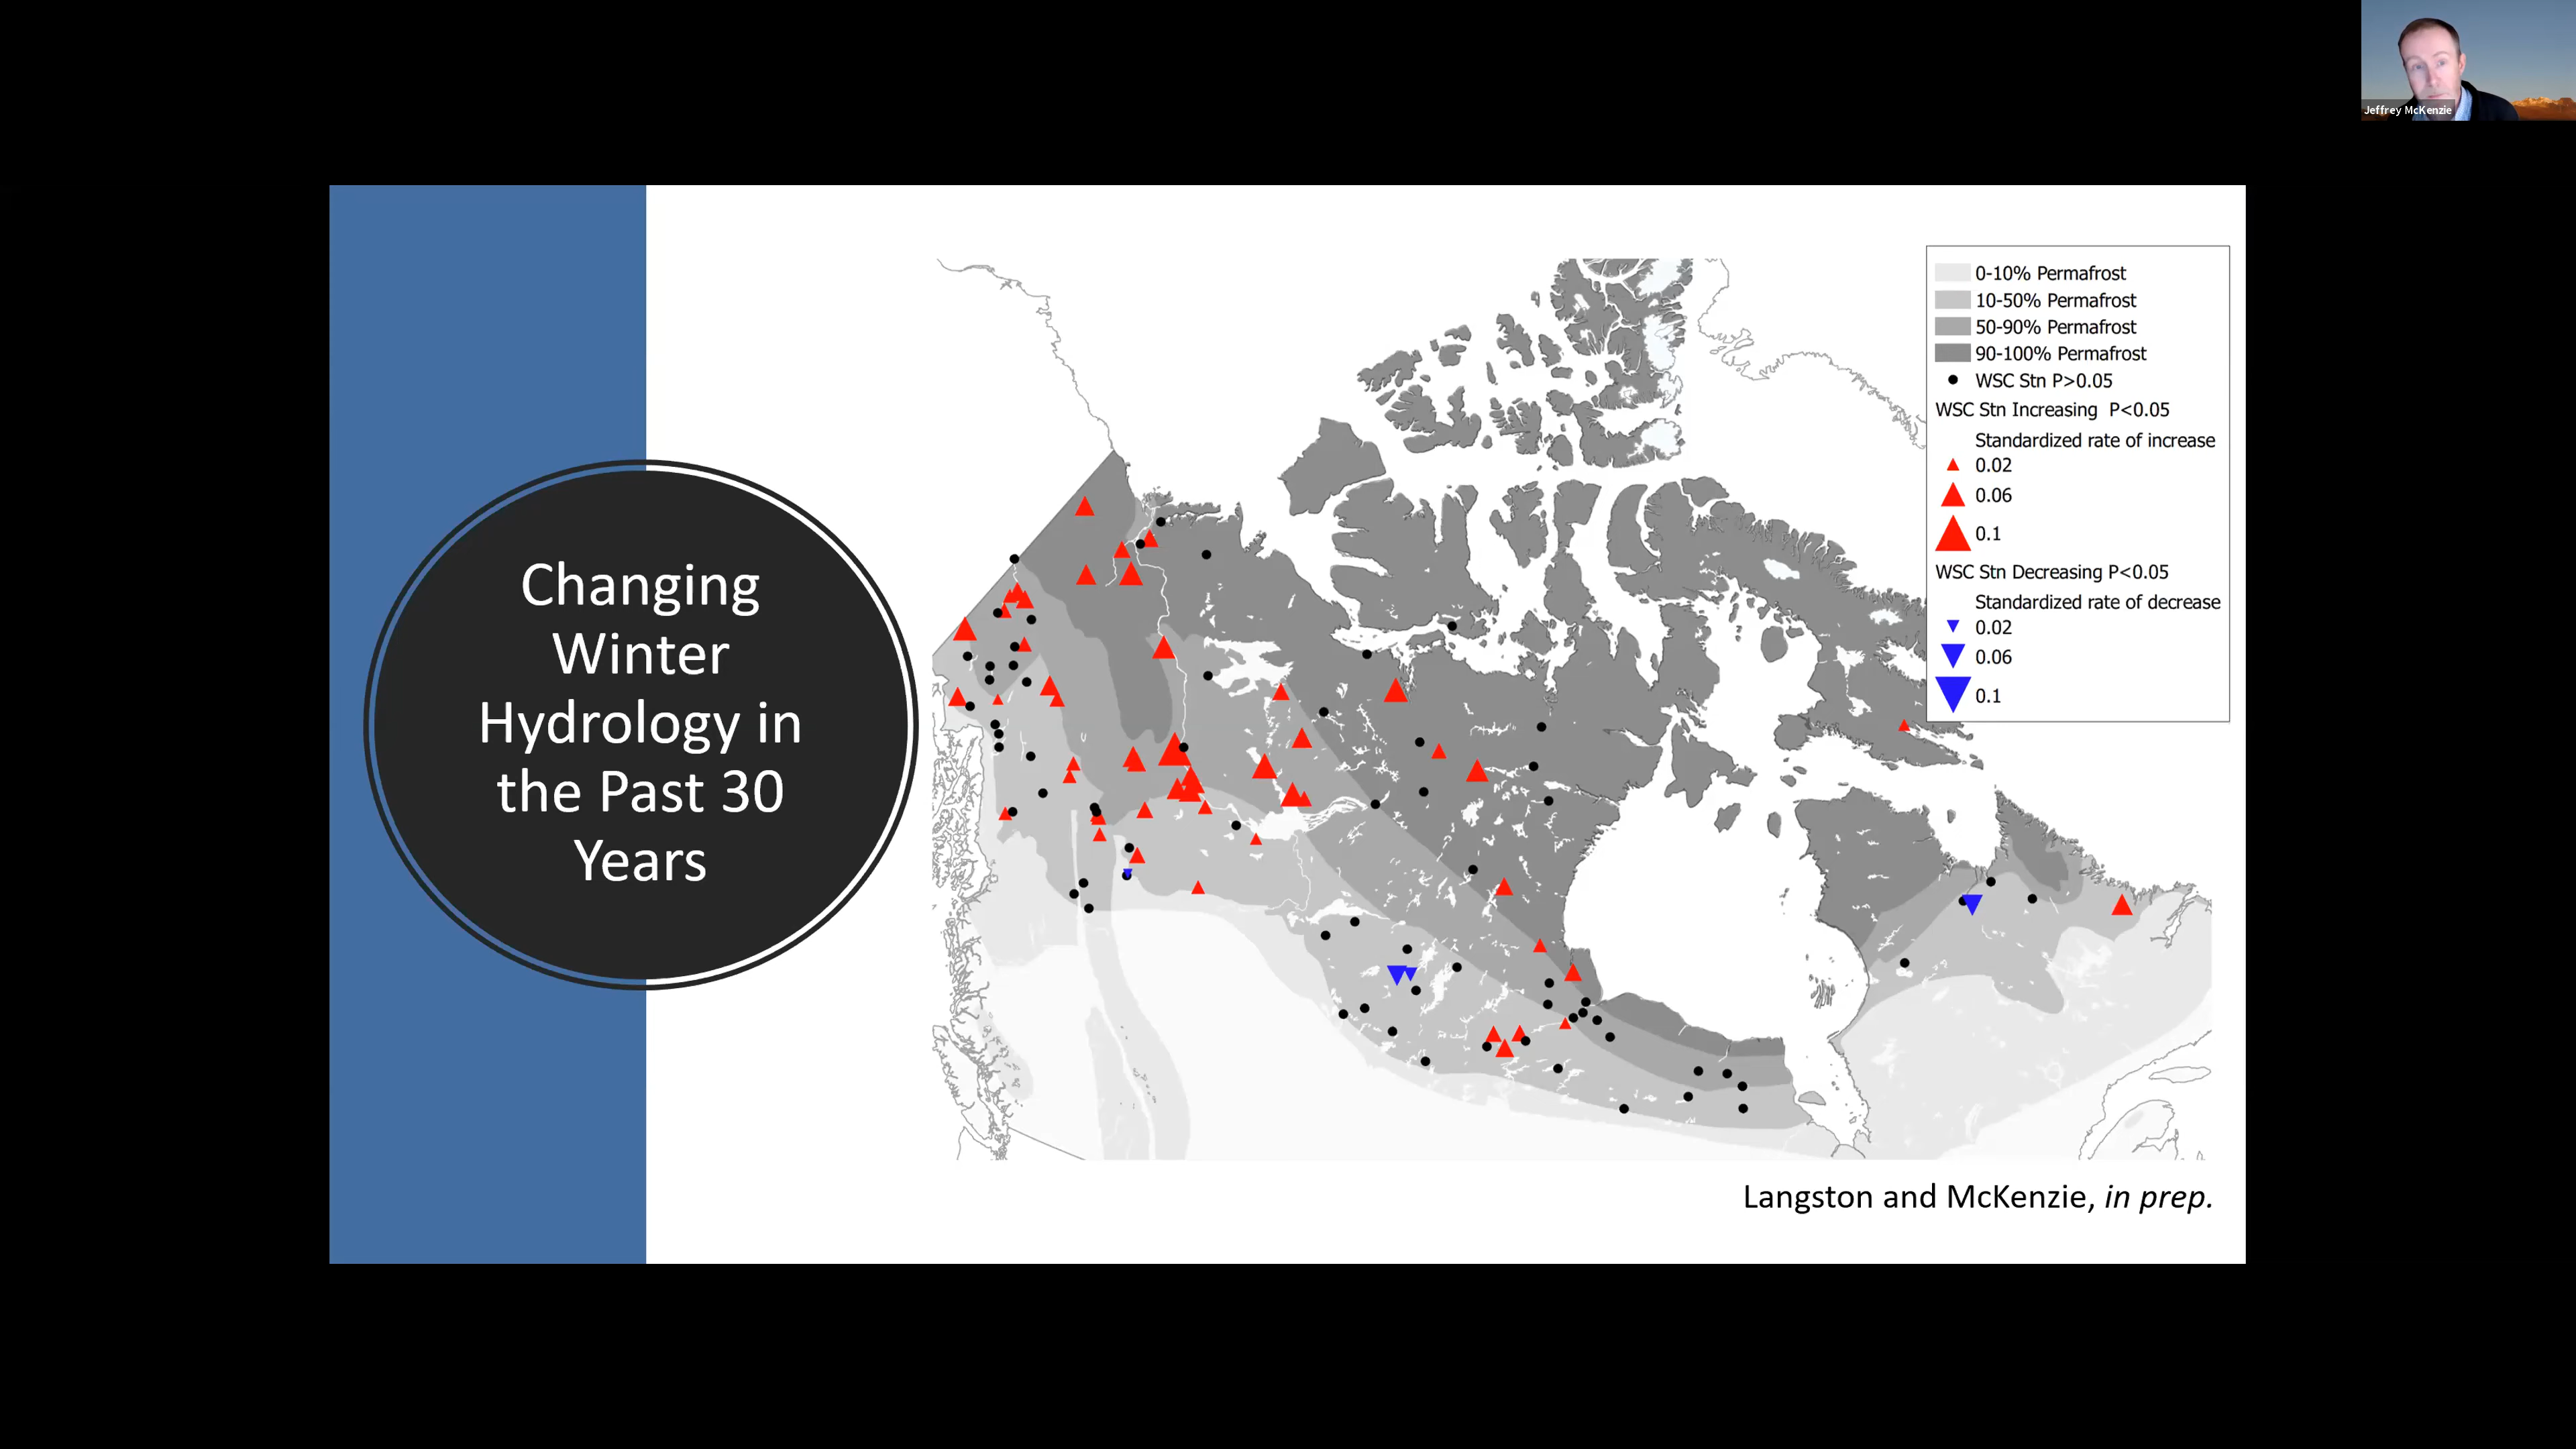 Jeffrey McKenzie
Changing
Winter
Hydrology in
the Past 30
Years
0-10% Permafrost
10-50% Permafrost
50-90% Permafrost
90-100% Permafrost
WSC Stn P>0.05
WSC Stn Increasing P<0.05
Standardized rate of increase
0.02
0.06
0.1
WSC Stn Decreasing P<0.05
Standardized rate of decrease
0.02
0.06
0.1
Langston and McKenzie, in prep.